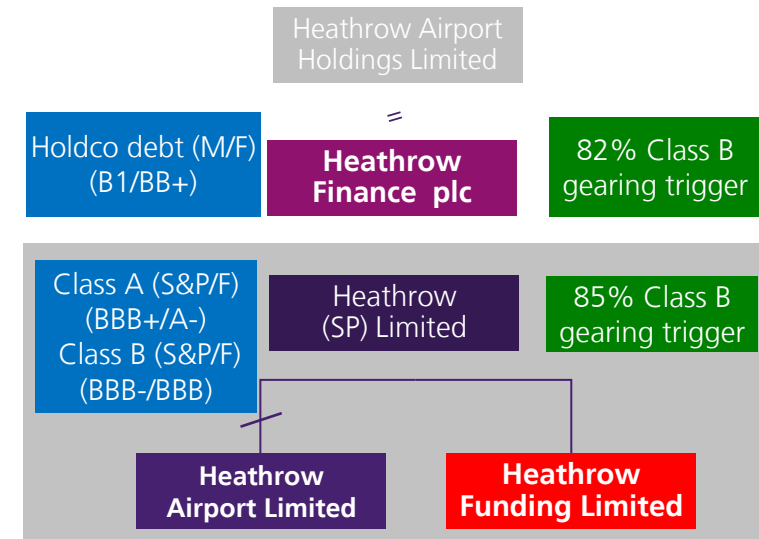 Heathrow Airport
Holdings Limited
=
Holdco debt (M/F)
(B1/BB+)
Heathrow
Finance plc
82% Class B
gearing trigger
Class A (S&P/F)
(BBB+/A-)
Class B (S&P/F)
(BBB-/BBB)
Heathrow
(SP) Limited
85% Class B
gearing trigger
Heathrow
Airport Limited
Heathrow
Funding Limited